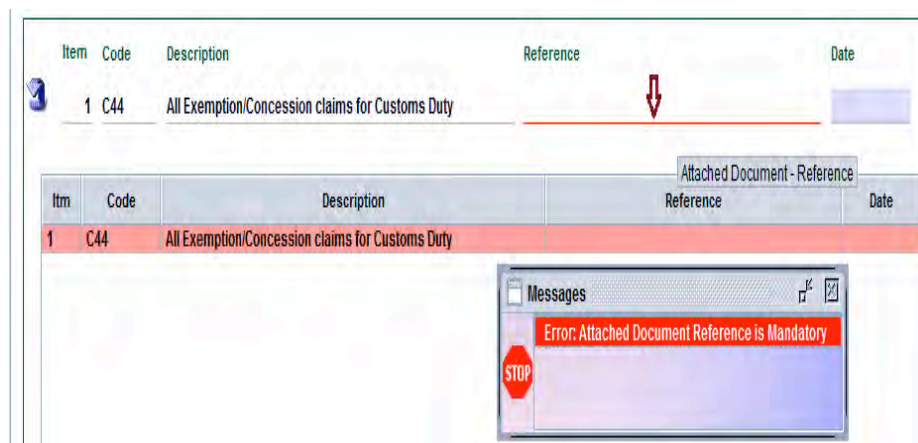 Item Code Description Reference Date
1 C44 All Exemption/Concession claims for Customs Duty
Attached Document - Reference
Itm Code Description Reference Date
1 C44 All Exemption/Concession claims for Customs Duty
Messages
Error: Attached Document Reference is Mandatory
STOP